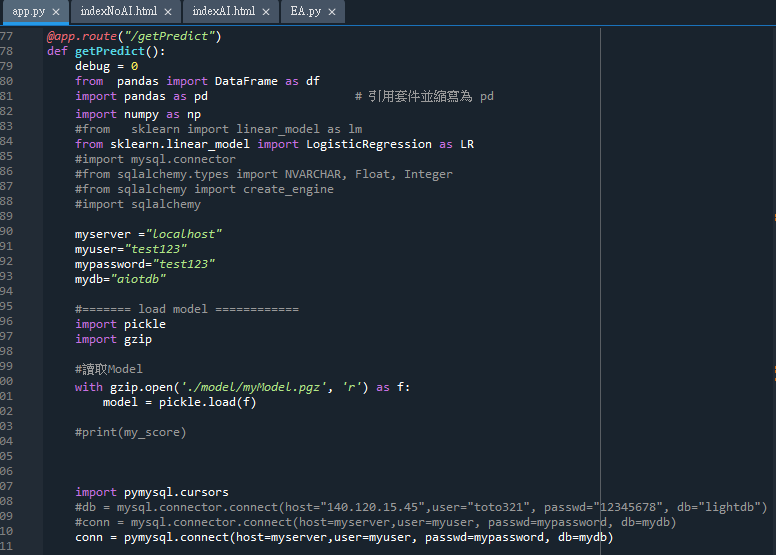 app.py × indexNoAI.html × indexAI.html × EA.py ×
77 @app.route("/getPredict")
78 def getPredict():
79     debug = 0
80     from  pandas import DataFrame as df
81     import pandas as pd                  # 引用套件並縮寫為 pd
82     import numpy as np
83     #from   sklearn import linear_model as lm
84     from sklearn.linear_model import LogisticRegression as LR
85     #import mysql.connector
86     #from sqlalchemy.types import NVARCHAR, Float, Integer
87     #from sqlalchemy import create_engine
88     #import sqlalchemy
89
90     myserver ="localhost"
91     myuser="test123"
92     mypassword="test123"
93     mydb="aiotdb"
94
95     #======= load model ============
96     import pickle
97     import gzip
98
99     #讀取Model
00     with gzip.open('./model/myModel.pgz', 'r') as f:
01         model = pickle.load(f)
02
03     #print(my_score)
04
05
06
07     import pymysql.cursors
08     #db = mysql.connector.connect(host="140.120.15.45",user="toto321", passwd="12345678", db="lightdb")
09     #conn = mysql.connector.connect(host=myserver,user=myuser, passwd=mypassword, db=mydb)
10     conn = pymysql.connect(host=myserver,user=myuser, passwd=mypassword, db=mydb)
11